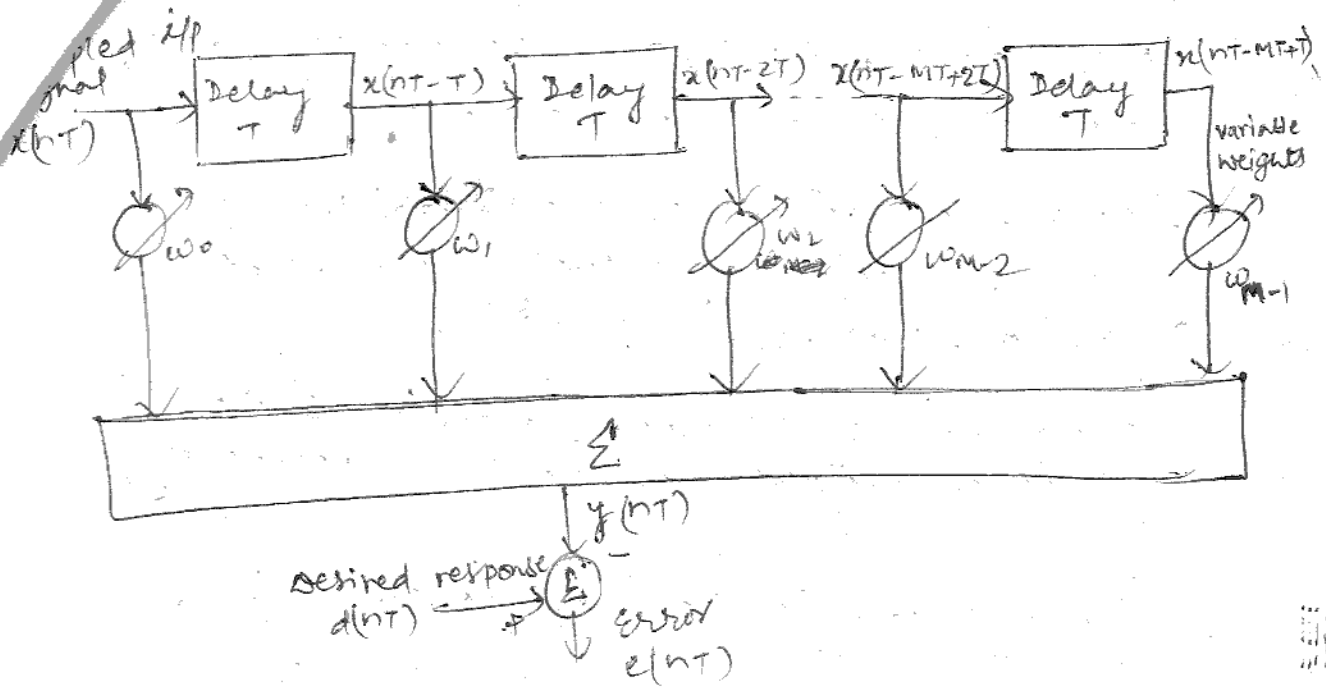 pled i/p
gnal
x(nT)
Delay
T
x(nT-T)
Delay
T
x(nT-2T)
x(nT-MT+2T)
Delay
T
x(nT-MT+T)
variable
weights
w0
w1
w2
wM-2
wM-1
Σ
y(nT)
-
Desired response
d(nT)
+
Σ
Error
e(nT)